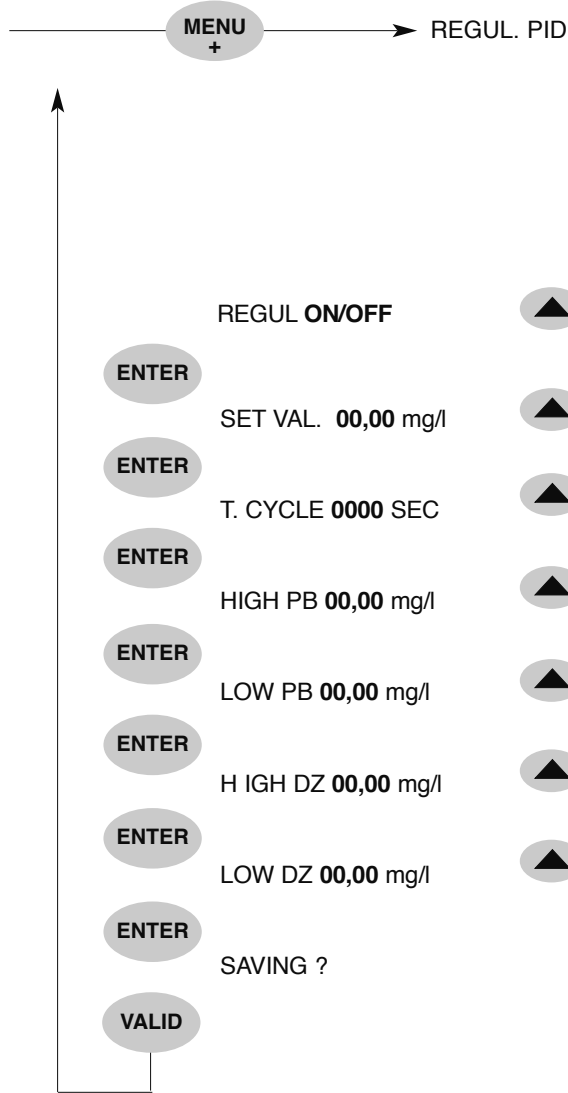 MENU
+
REGUL. PID
REGUL ON/OFF
ENTER
SET VAL. 00,00 mg/l
ENTER
T. CYCLE 0000 SEC
ENTER
HIGH PB 00,00 mg/l
ENTER
LOW PB 00,00 mg/l
ENTER
H IGH DZ 00,00 mg/l
ENTER
LOW DZ 00,00 mg/l
ENTER
SAVING ?
VALID